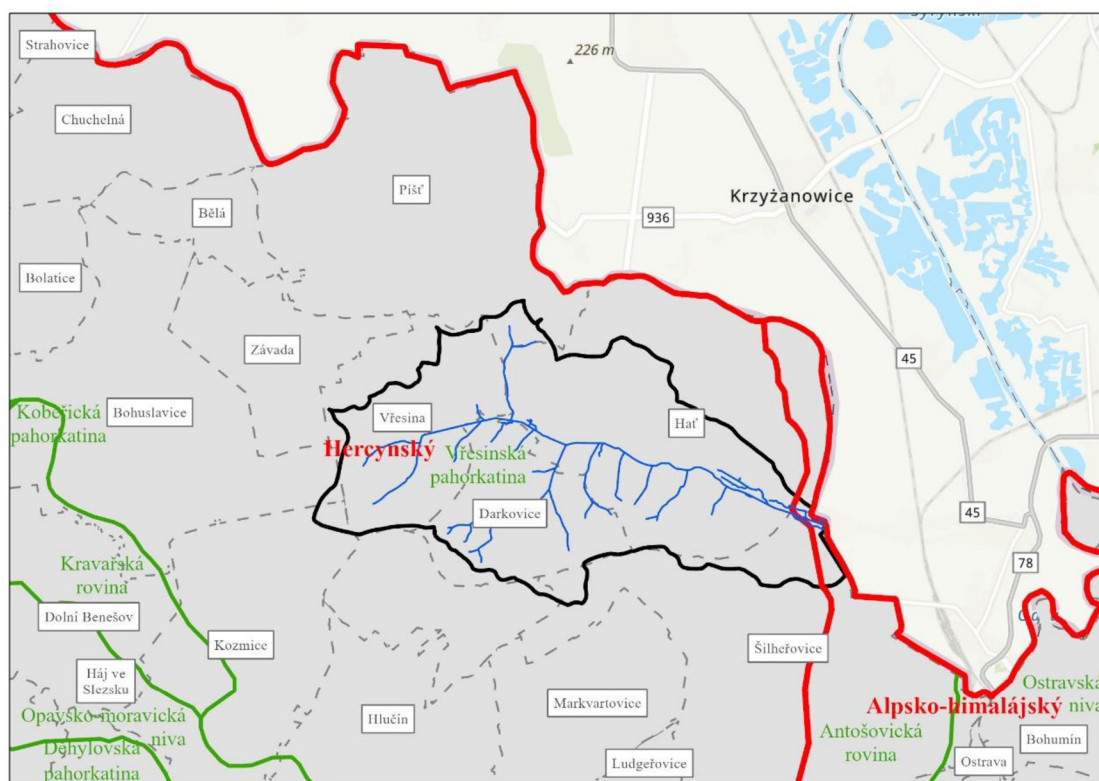 Strahovice
226 m
Chuchelná
Píšť
Krzyżanowice
936
Bělá
Bolatice
45
Závada
Kobeřická
pahorkatina
Bohuslavice
Vřesina
Hať
Hercynský
Vřesinská
pahorkatina
Darkovice
45
Kravařská
rovina
78
Dolní Benešov
Kozmice
Šilheřovice
Háj ve
Slezsku
Opavsko-moravická
niva
Markvartovice
Hlučín
Ostravská
niva
Alpsko-himalájský
Antošovická
rovina
Bohumín
Děhylovská
pahorkatina
Ludgeřovice
Ostrava